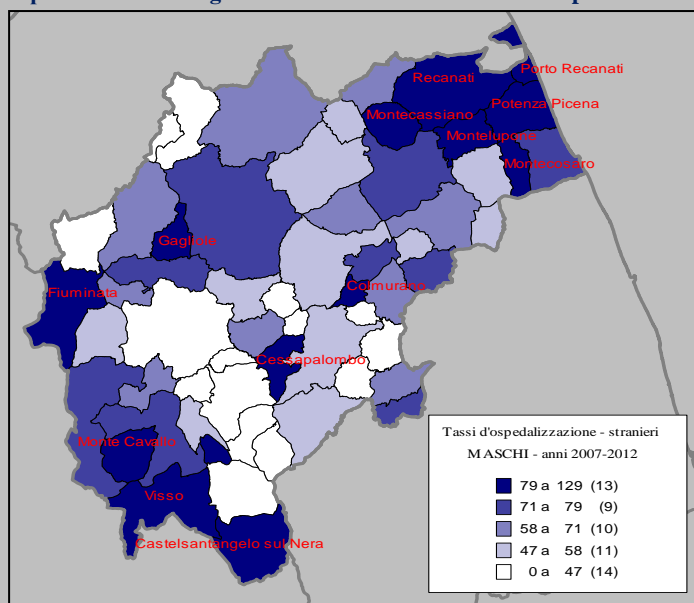 Recanati
Porto Recanati
Montecassiano
Potenza Picena
Montelupone
Gagliole
Fiuminata
Colmurano
Cessapalombo
Monte Cavallo
Visso
Castelsantangelo sul Nera
Tassi d'ospedalizzazione - stranieri
MASCHI - anni 2007-2012
79 a 129 (13)
71 a 79 (9)
58 a 71 (10)
47 a 58 (11)
0 a 47 (14)